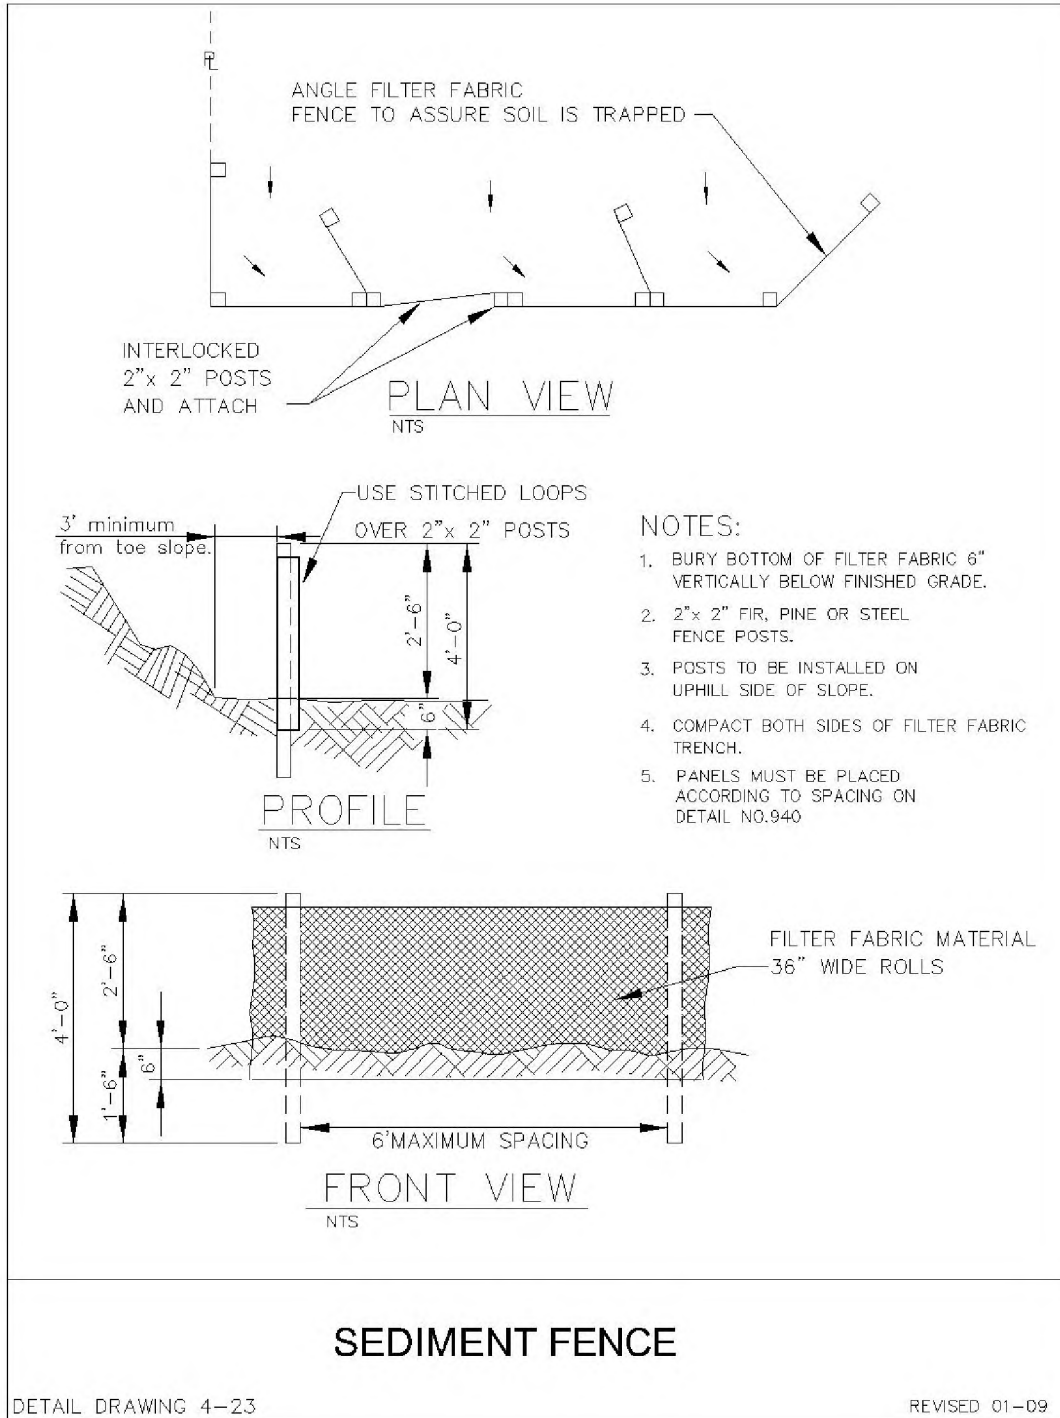 ANGLE FILTER FABRIC
FENCE TO ASSURE SOIL IS TRAPPED
INTERLOCKED
2"x 2" POSTS
AND ATTACH
PLAN VIEW
NTS
USE STITCHED LOOPS
OVER 2"x 2" POSTS
3' minimum
from toe slope.
2'-6"
4'-0"
6"
PROFILE
NTS
NOTES:
1. BURY BOTTOM OF FILTER FABRIC 6"
VERTICALLY BELOW FINISHED GRADE.
2. 2"x 2" FIR, PINE OR STEEL
FENCE POSTS.
3. POSTS TO BE INSTALLED ON
UPHILL SIDE OF SLOPE.
4. COMPACT BOTH SIDES OF FILTER FABRIC
TRENCH.
5. PANELS MUST BE PLACED
ACCORDING TO SPACING ON
DETAIL NO.940
4'-0"
2'-6"
1'-6"
6"
FILTER FABRIC MATERIAL
36" WIDE ROLLS
6'MAXIMUM SPACING
FRONT VIEW
NTS
SEDIMENT FENCE
DETAIL DRAWING 4-23
REVISED 01-09